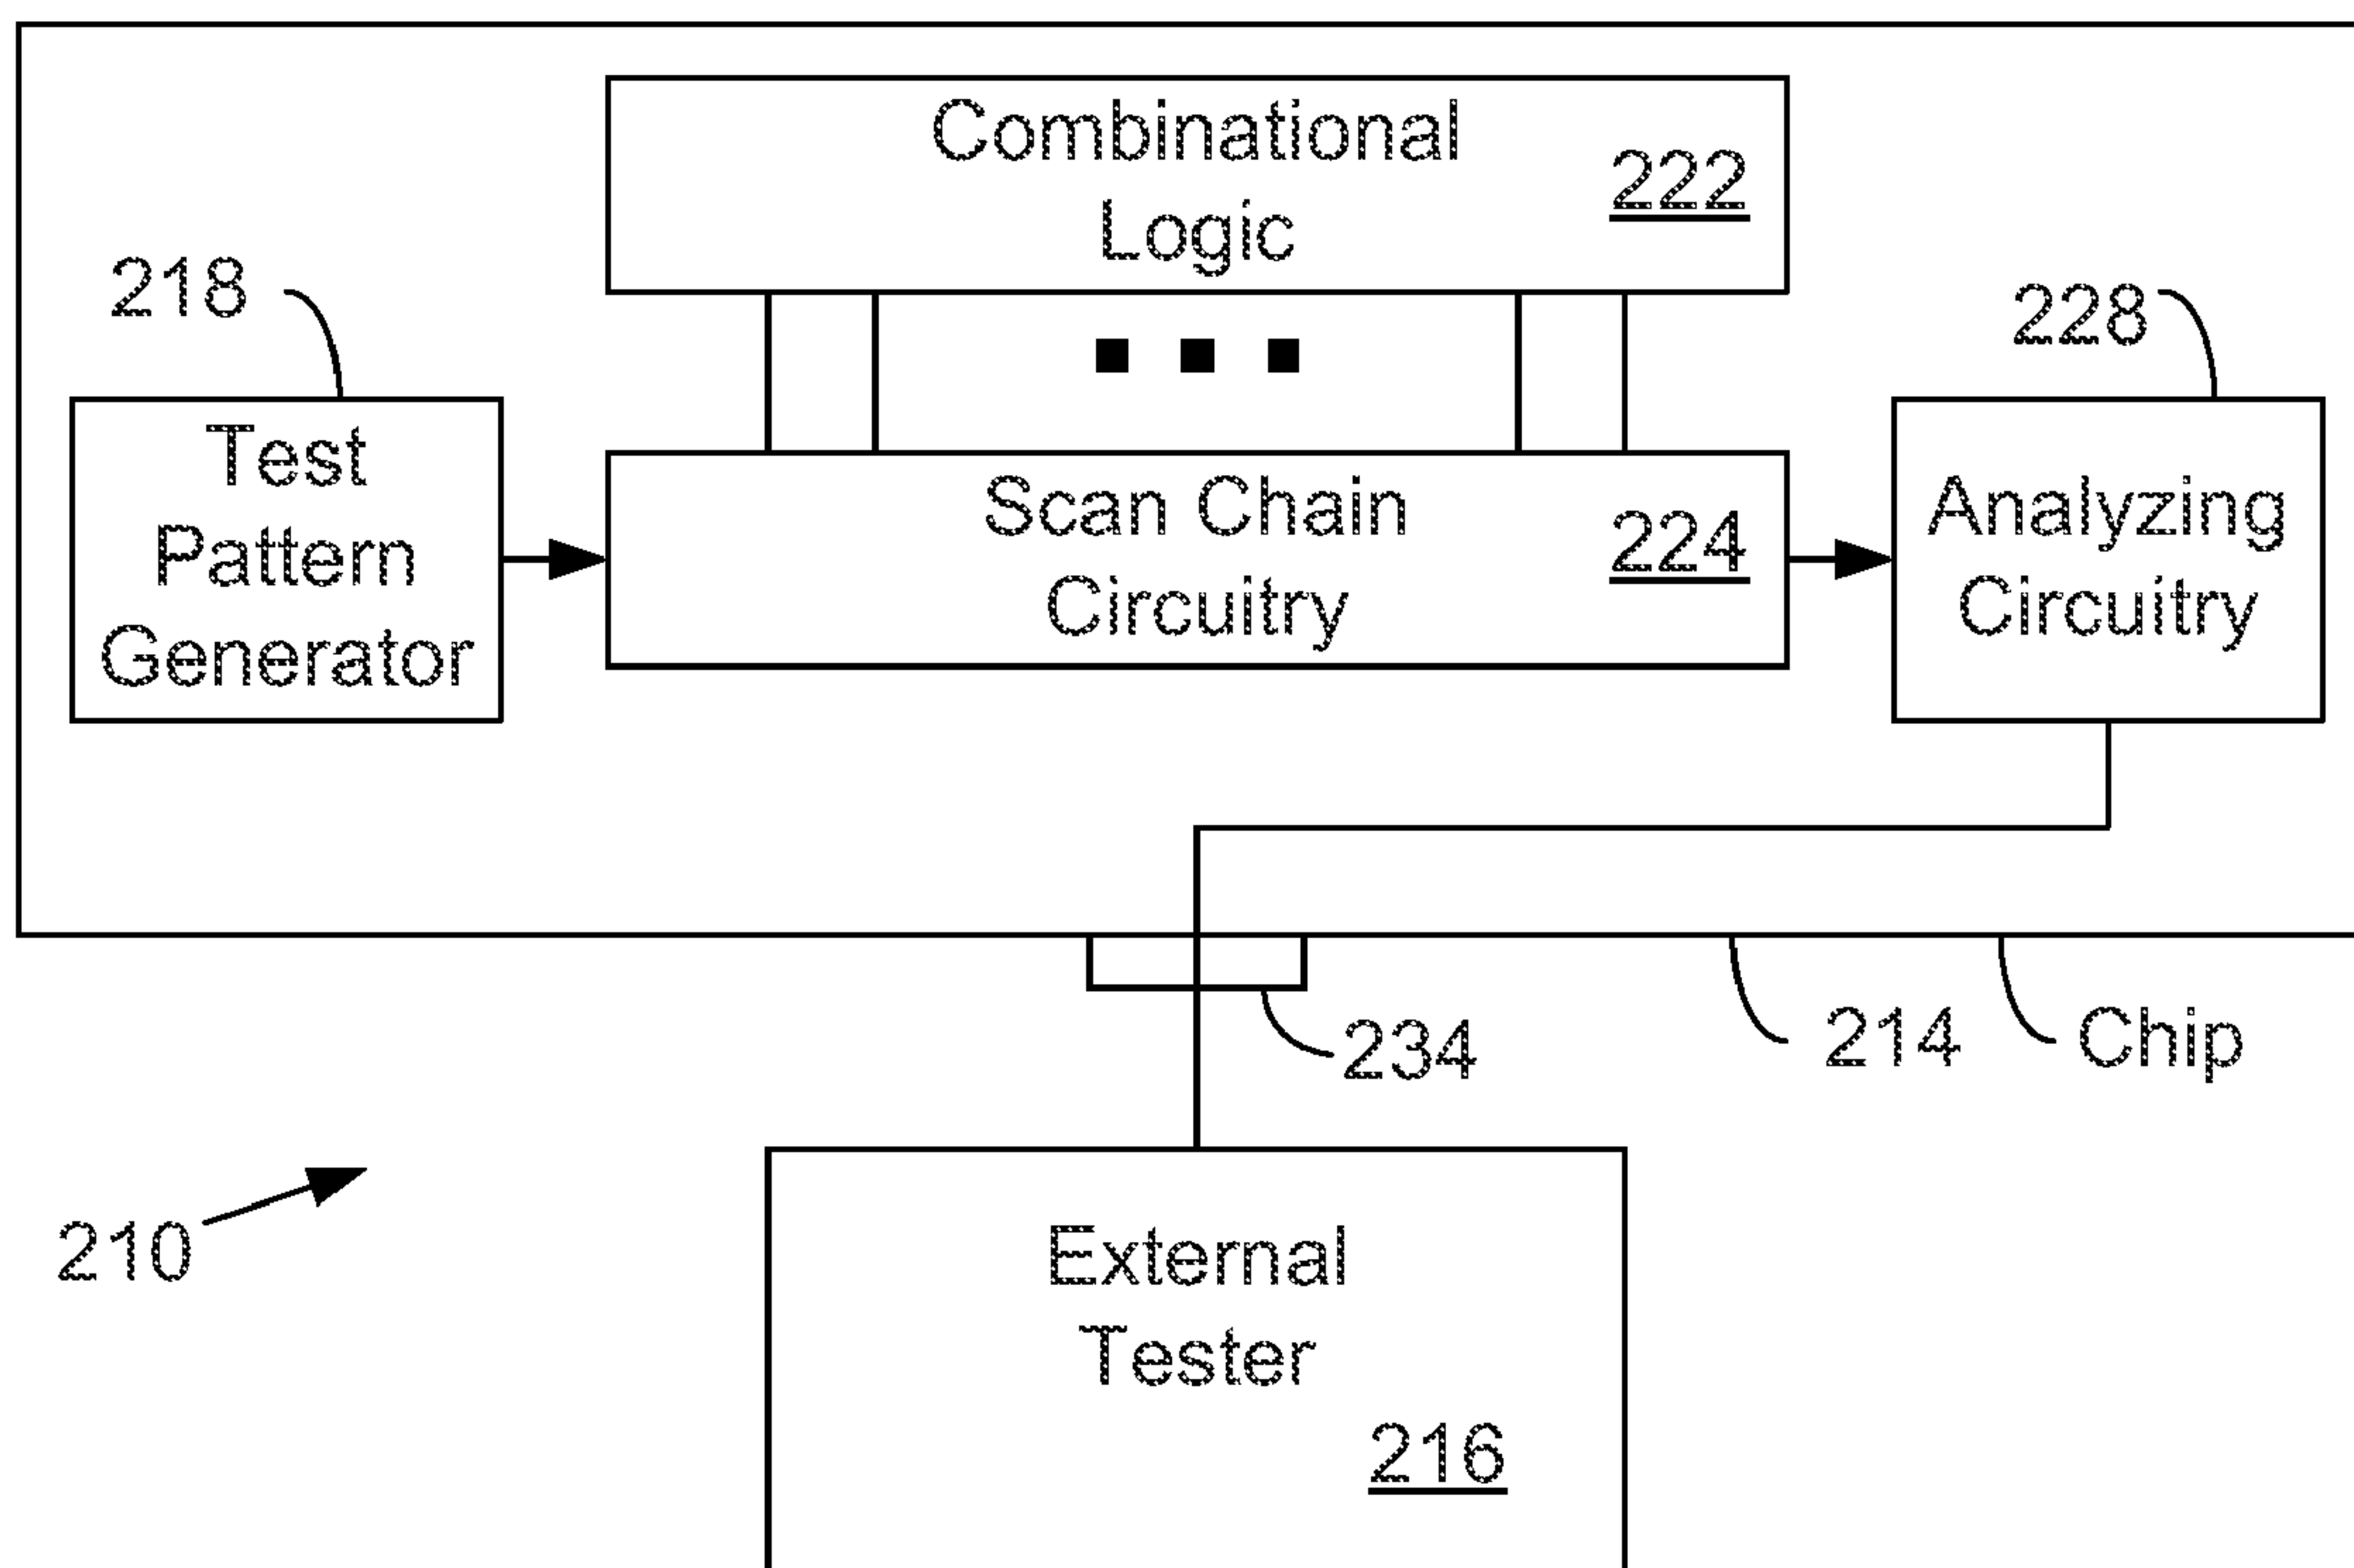 Combinational
Logic
222
218
228
Test
Pattern
Generator
Scan Chain
Circuitry
224
Analyzing
Circuitry
234
214
Chip
210
External
Tester
216